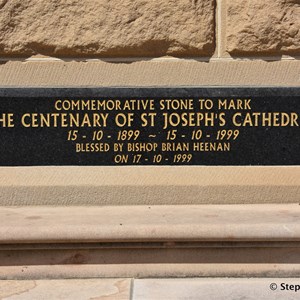 COMMEMORATIVE STONE TO MARK
HE CENTENARY OF ST JOSEPH'S CATHEDR
15 - 10 - 1899 ~ 15 - 10 - 1999
BLESSED BY BISHOP BRIAN HEENAN
ON 17 - 10 - 1999
© Step